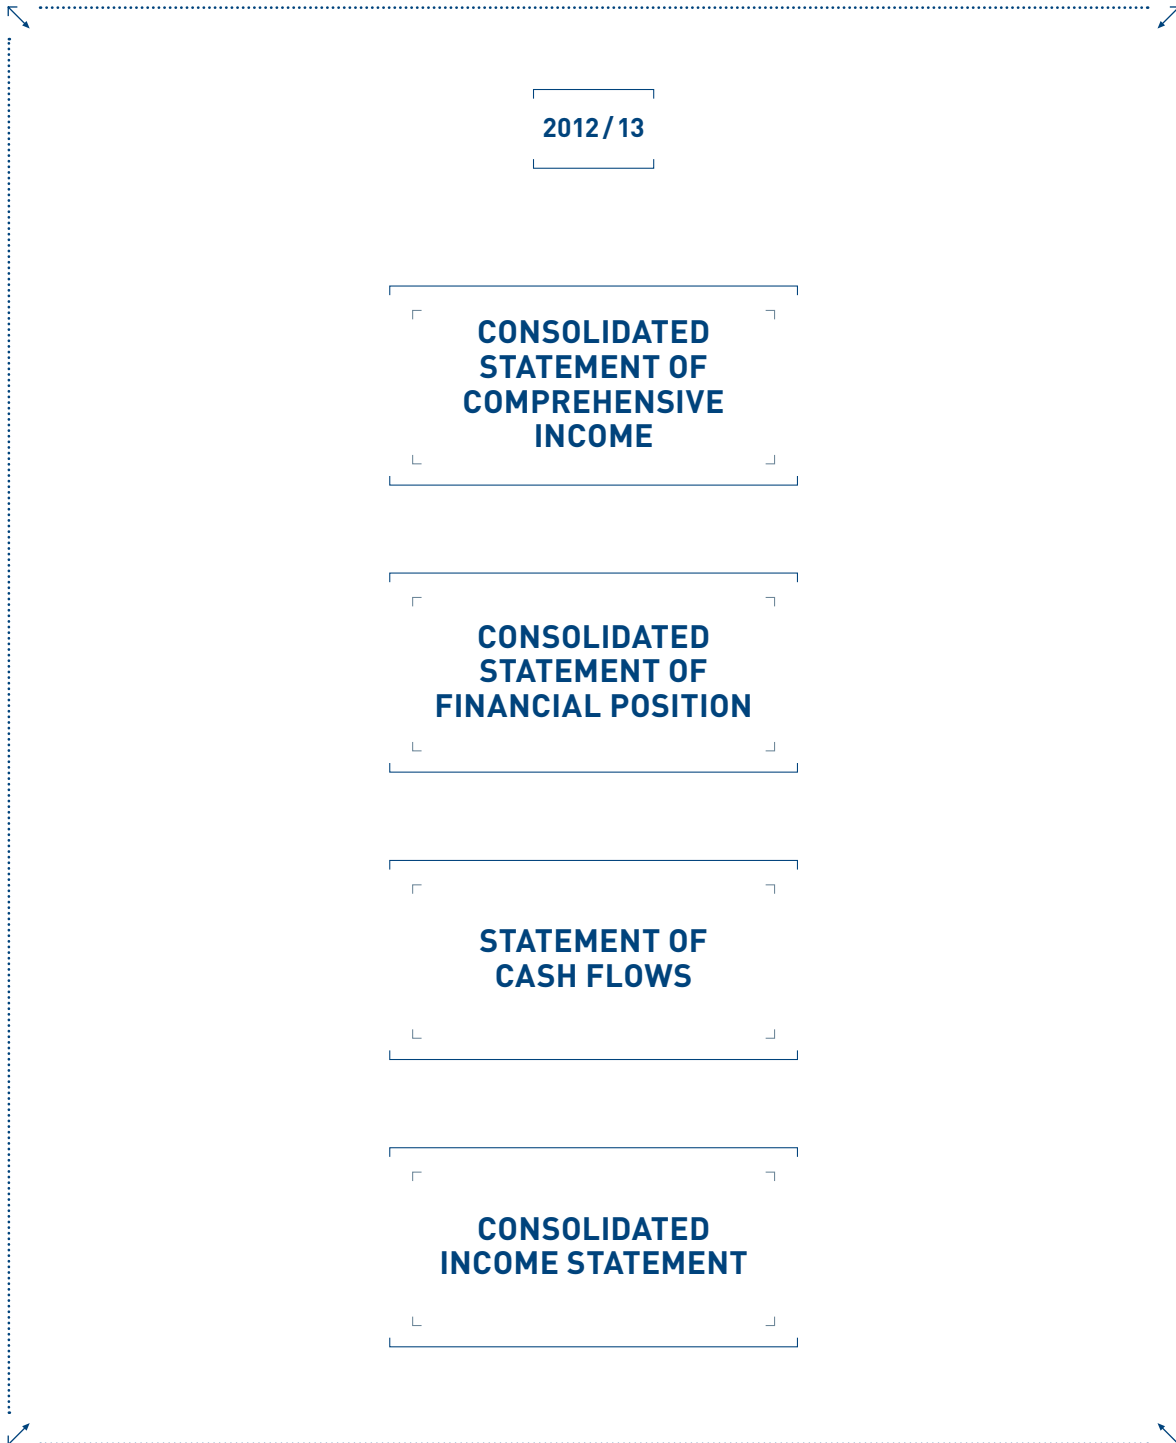 2012 / 13
CONSOLIDATED
STATEMENT OF
COMPREHENSIVE
INCOME
CONSOLIDATED
STATEMENT OF
FINANCIAL POSITION
STATEMENT OF
CASH FLOWS
CONSOLIDATED
INCOME STATEMENT